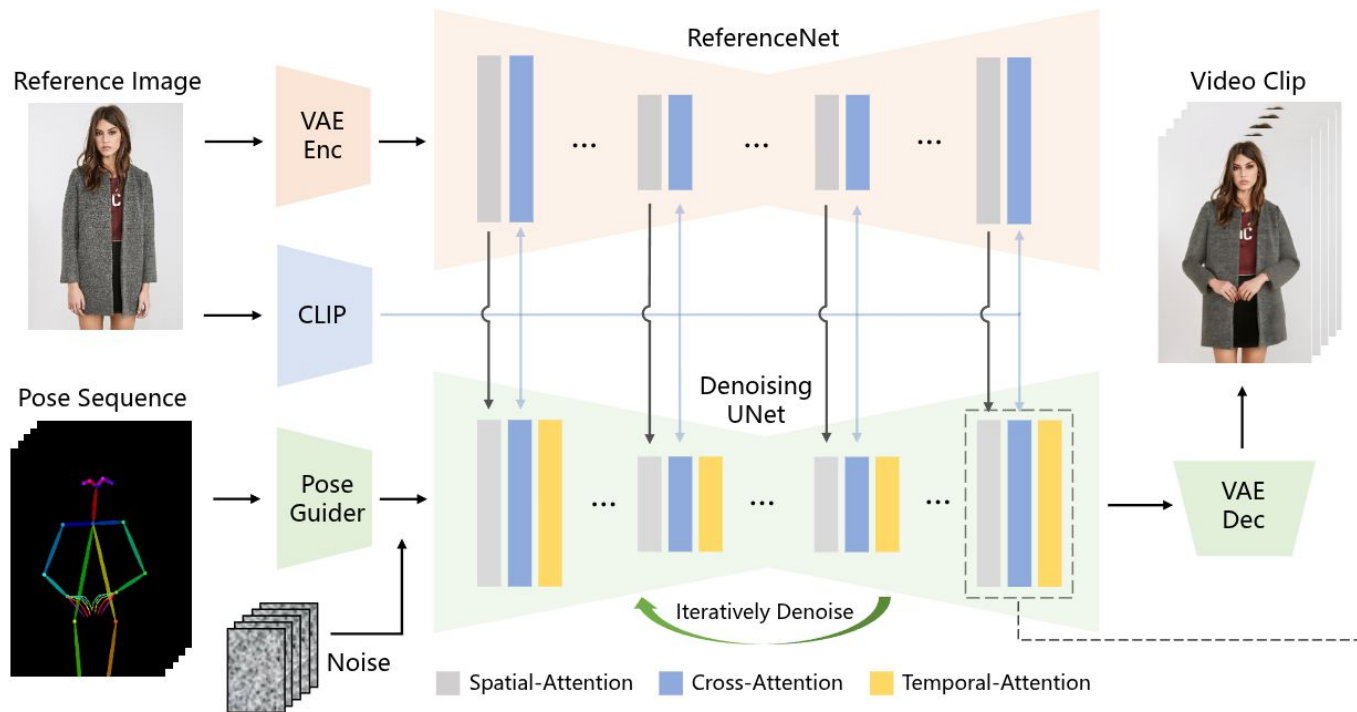 ReferenceNet
Reference Image
VAE
Enc
...
...
...
Video Clip
CLIP
Pose Sequence
Denoising
UNet
Pose
Guider
...
...
...
VAE
Dec
Iteratively Denoise
Noise
Spatial-Attention
Cross-Attention
Temporal-Attention